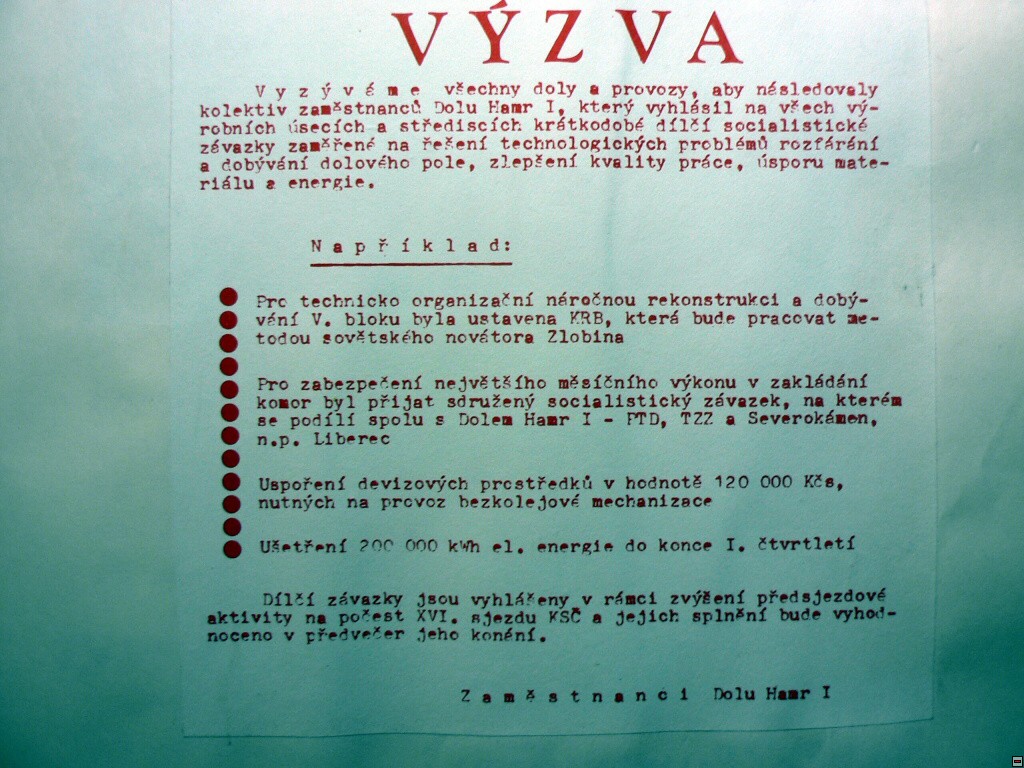 VÝZVA
Vyzýváme všechny doly a provozy, aby následovaly
kolektiv zaměstnanců Dolu Hamr I, který vyhlásil na všech vý-
robních úsecích a střediscích krátkodobé dílčí socialistické
závazky zaměřené na řešení technologických problémů rozfárání
a dobývání dolového pole, zlepšení kvality práce, úsporu mate-
riálu a energie.
Například:
Pro technicko organizační náročnou rekonstrukci a dobý-
vání V. bloku byla ustavena KRB, která bude pracovat me-
todou sovětského novátora Zlobina
Pro zabezpečení největšího měsíčního výkonu v zakládání
komor byl přijat sdružený socialistický závazek, na kterém
se podílí spolu s Dolem Hamr I - PTD, TZZ a Severokámen,
n.p. Liberec
Uspoření devizových prostředků v hodnotě 120 000 Kčs,
nutných na provoz bezkolejové mechanizace
Ušetření 200 000 kWh el. energie do konce I. čtvrtletí
Dílčí závazky jsou vyhlášeny v rámci zvýšení předsjezdové
aktivity na počest XVI. sjezdu KSČ a jejich splnění bude vyhod-
noceno v předvečer jeho konání.
Zaměstnanci Dolu Hamr I